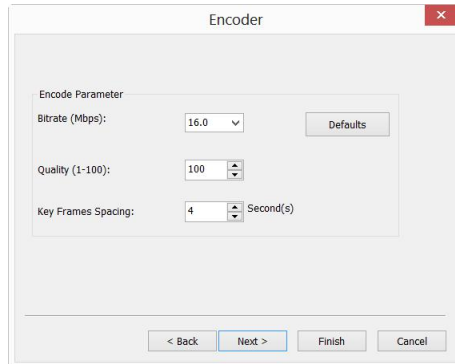 Encoder
Encode Parameter
Bitrate (Mbps): 16.0 Defaults
Quality (1-100): 100
Key Frames Spacing: 4 Second(s)
< Back Next > Finish Cancel